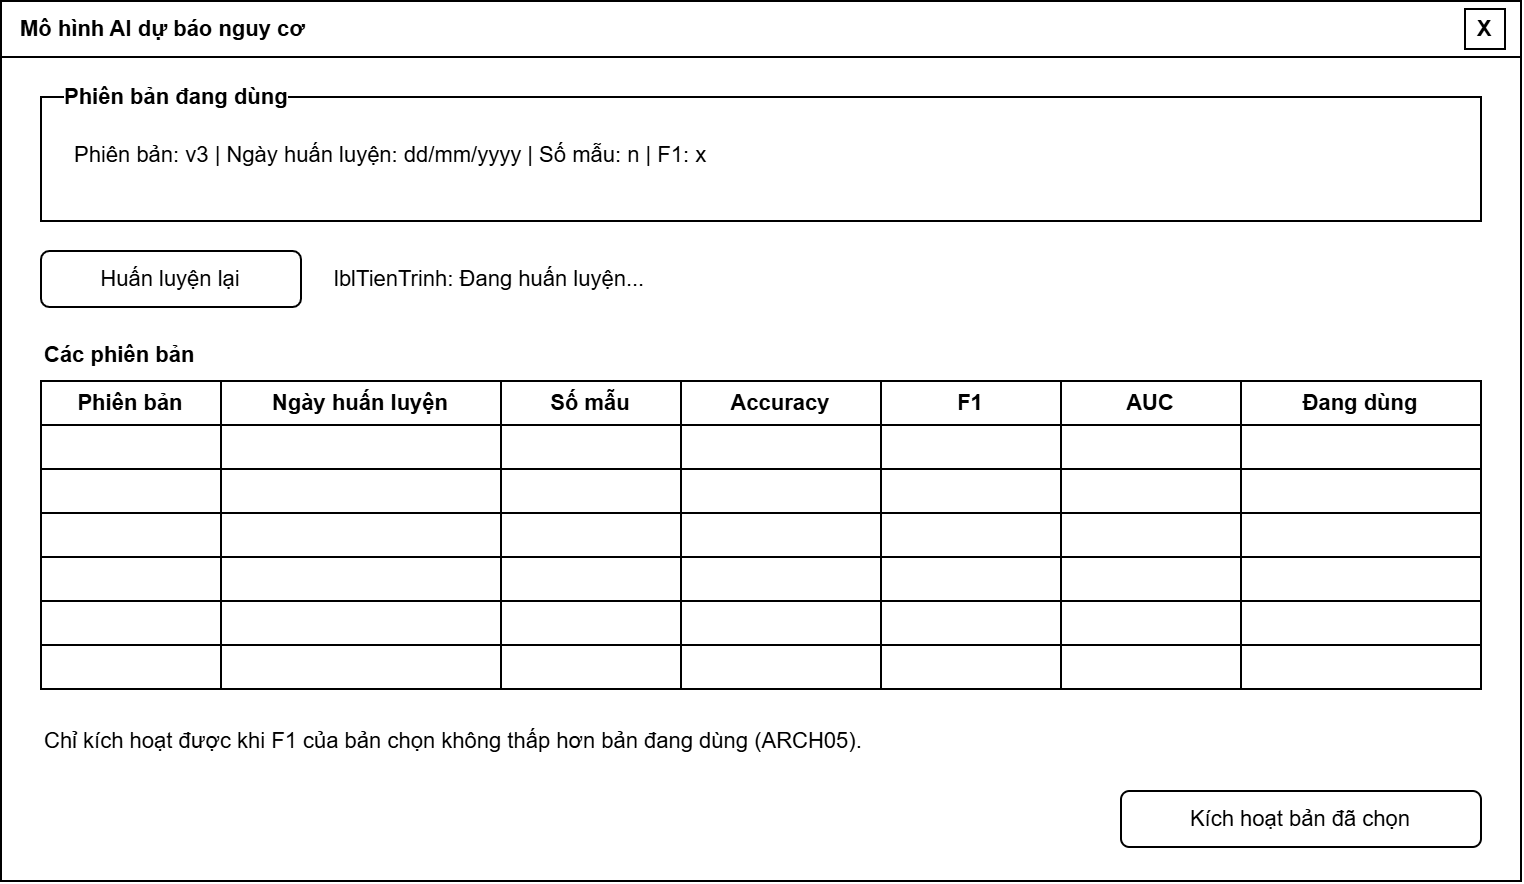 Mô hình AI dự báo nguy cơ X
Phiên bản đang dùng
Phiên bản: v3 | Ngày huấn luyện: dd/mm/yyyy | Số mẫu: n | F1: x
Huấn luyện lại lblTienTrinh: Đang huấn luyện...
Các phiên bản
Phiên bản Ngày huấn luyện Số mẫu Accuracy F1 AUC Đang dùng
Chỉ kích hoạt được khi F1 của bản chọn không thấp hơn bản đang dùng (ARCH05).
Kích hoạt bản đã chọn